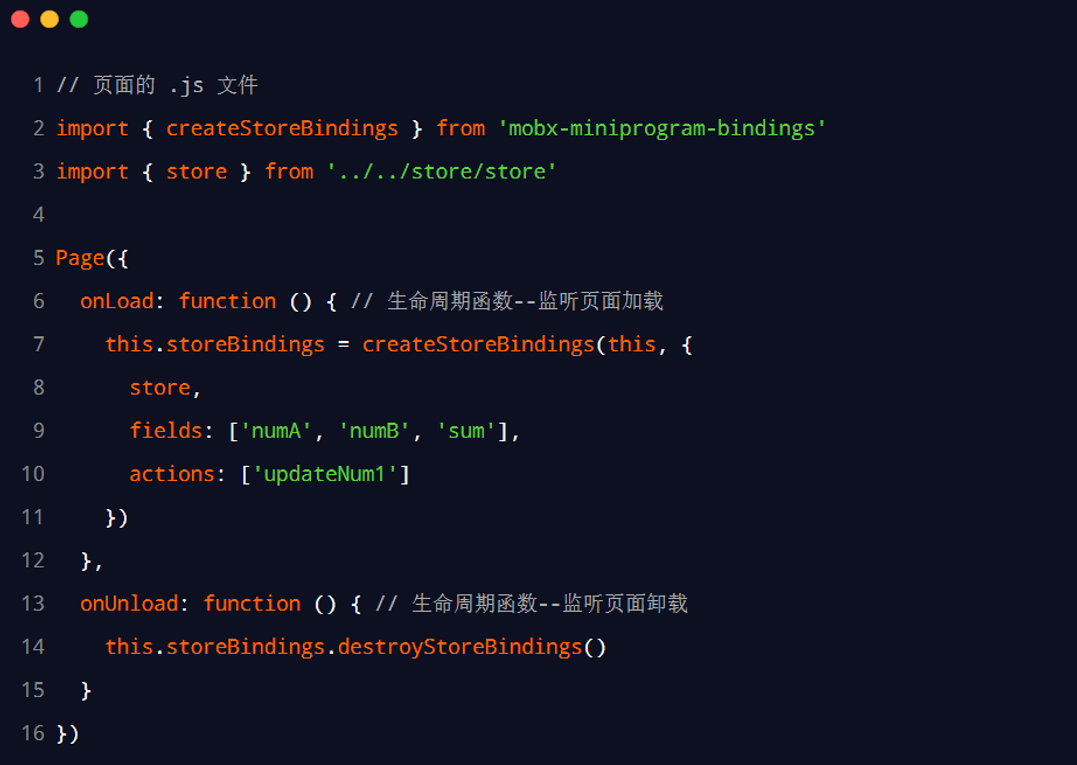 1 // 页面的 .js 文件
2 import { createStoreBindings } from 'mobx-miniprogram-bindings'
3 import { store } from '../../store/store'
4
5 Page({
6   onLoad: function () { // 生命周期函数--监听页面加载
7     this.storeBindings = createStoreBindings(this, {
8       store,
9       fields: ['numA', 'numB', 'sum'],
10       actions: ['updateNum1']
11     })
12   },
13   onUnload: function () { // 生命周期函数--监听页面卸载
14     this.storeBindings.destroyStoreBindings()
15   }
16 })